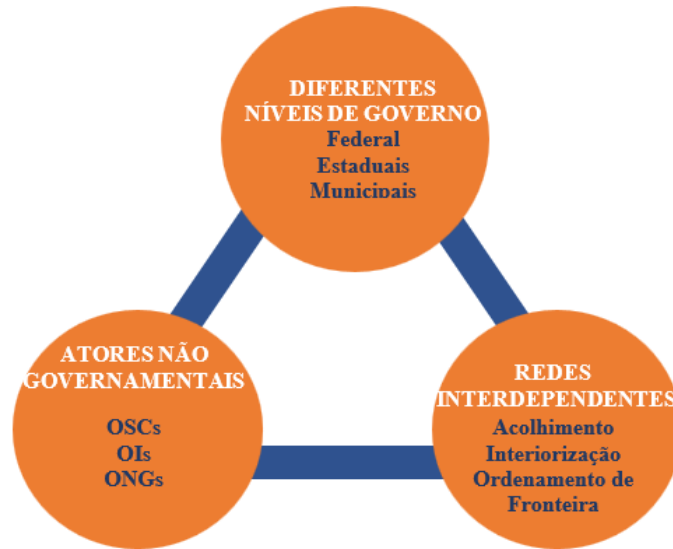 DIFERENTES
NÍVEIS DE GOVERNO
Federal
Estaduais
Municipais
ATORES NÃO
GOVERNAMENTAIS
OSCs
OIs
ONGs
REDES
INTERDEPENDENTES
Acolhimento
Interiorização
Ordenamento de
Fronteira